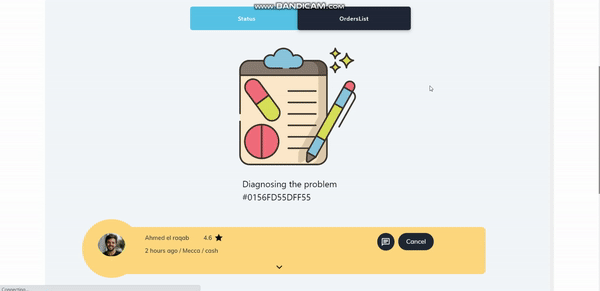 www.BANDICAM.com
Status
OrdersList
Diagnosing the problem
#0156FD55DFF55
Ahmed el raqab 4.6
2 hours ago / Mecca / cash
Cancel
Connecting...